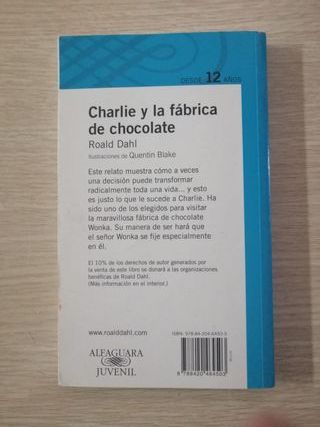 DESDE 12 AÑOS
Charlie y la fábrica
de chocolate
Roald Dahl
Ilustraciones de Quentin Blake
Este relato muestra cómo a veces
una decisión puede transformar
radicalmente toda una vida... y esto
es justo lo que le sucede a Charlie. Ha
sido uno de los elegidos para visitar
la maravillosa fábrica de chocolate
Wonka. Su manera de ser hará que
el señor Wonka se fije especialmente
en él.
El 10% de los derechos de autor generados por
la venta de este libro se donará a las organizaciones
benéficas de Roald Dahl.
(Más información en el interior.)
www.roalddahl.com
ALFAGUARA
JUVENIL